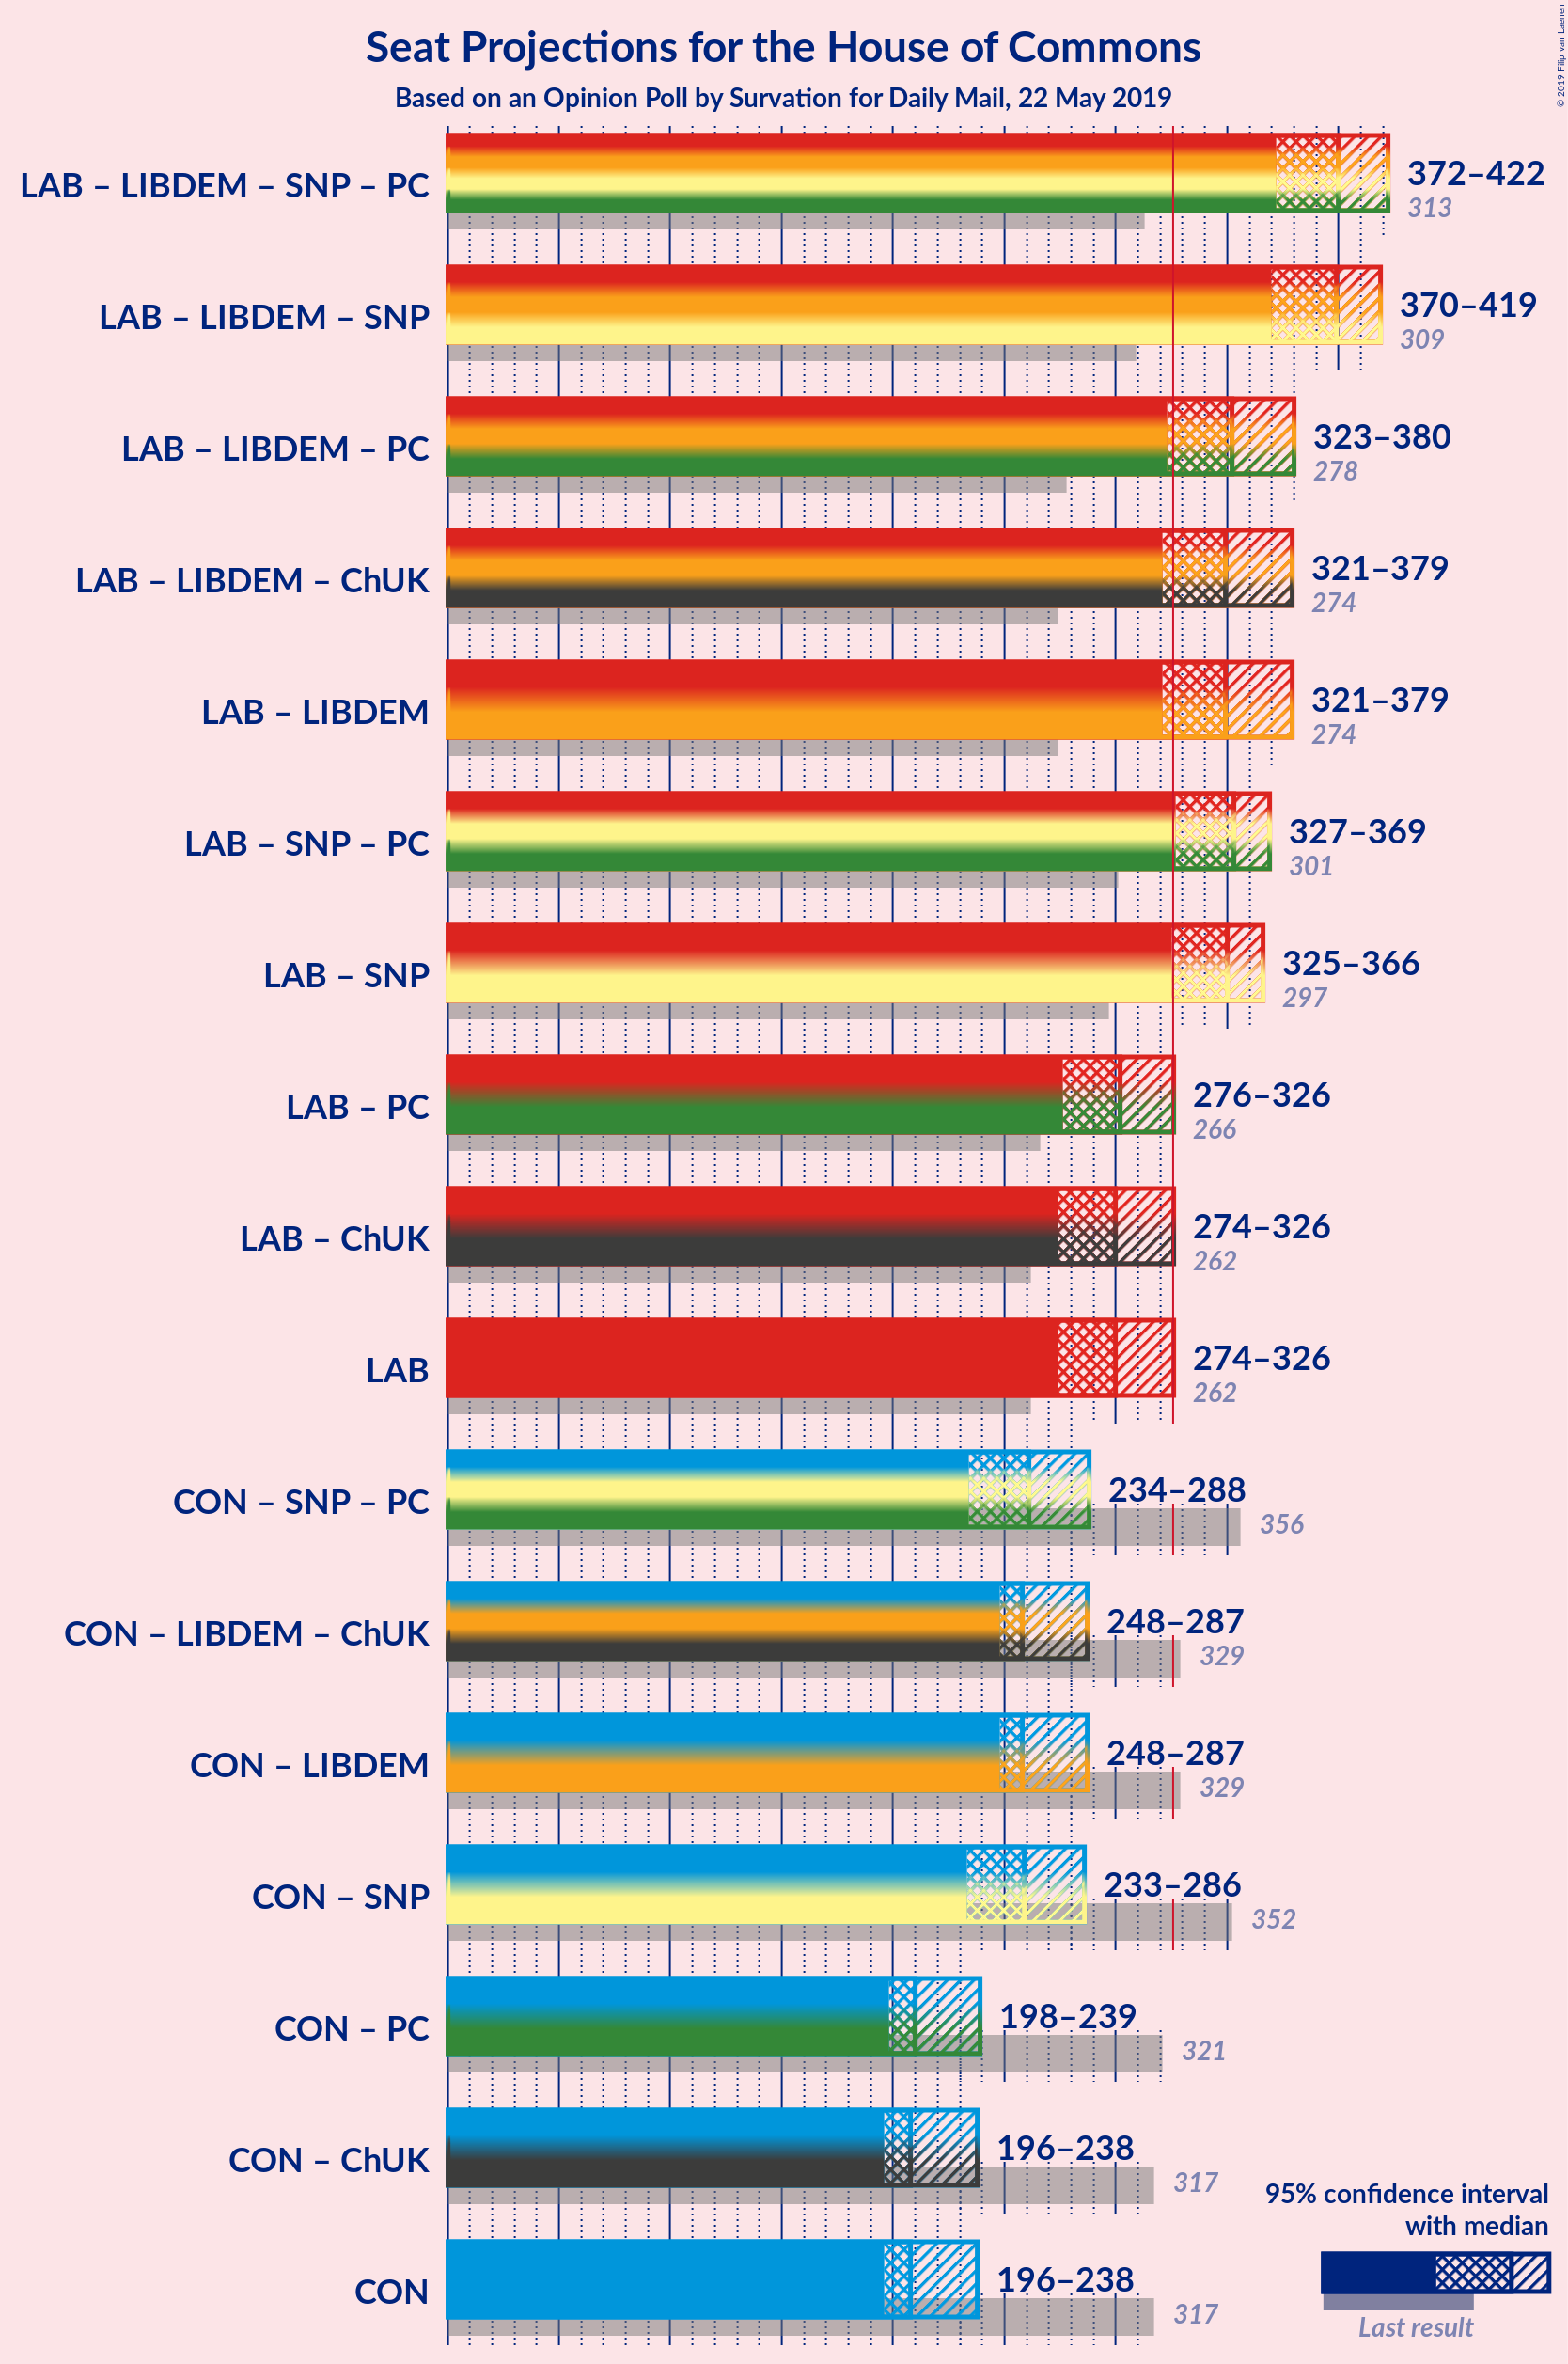 © 2019 Filip van Laenen
Seat Projections for the House of Commons
Based on an Opinion Poll by Survation for Daily Mail, 22 May 2019
LAB – LIBDEM – SNP – PC
372–422
313
LAB – LIBDEM – SNP
370–419
309
LAB – LIBDEM – PC
323–380
278
LAB – LIBDEM – ChUK
321–379
274
LAB – LIBDEM
321–379
274
LAB – SNP – PC
327–369
301
LAB – SNP
325–366
297
LAB – PC
276–326
266
LAB – ChUK
274–326
262
LAB
274–326
262
CON – SNP – PC
234–288
356
CON – LIBDEM – ChUK
248–287
329
CON – LIBDEM
248–287
329
CON – SNP
233–286
352
CON – PC
198–239
321
CON – ChUK
196–238
317
CON
196–238
317
95% confidence interval
with median
Last result